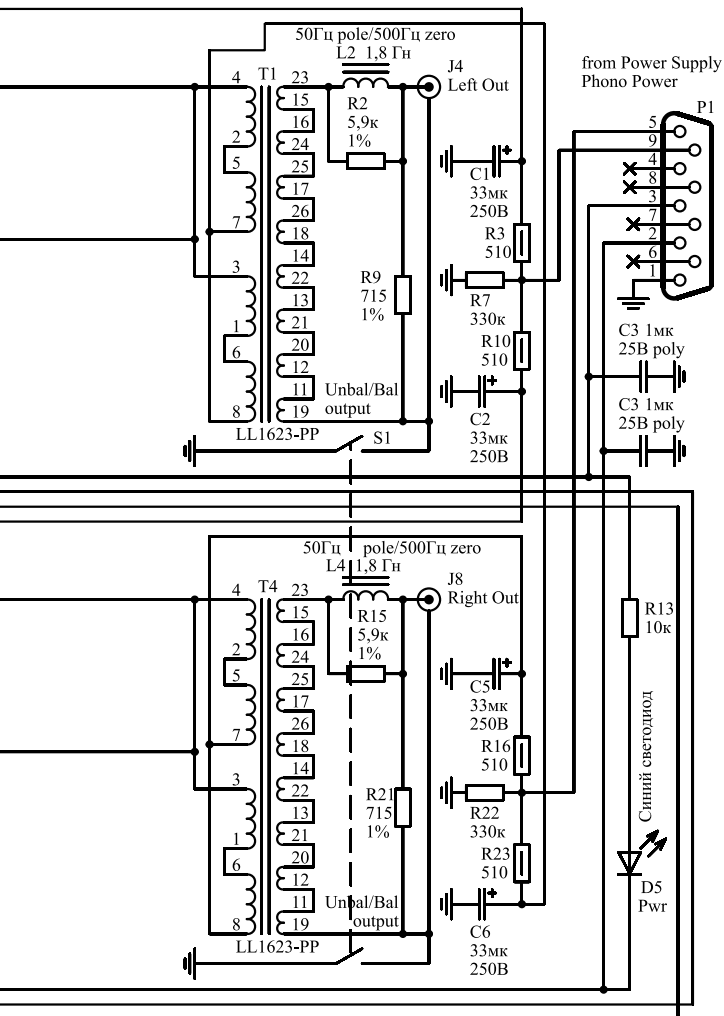 50Гц pole/500Гц zero
L2 1,8 Гн
from Power Supply
Phono Power
P1
J4
Left Out
4
T1
23
15
16
24
25
17
26
18
14
22
13
21
20
12
11
19
2
5
7
3
1
6
8
R2
5,9к
1%
R9
715
1%
Unbal/Bal
output
S1
LL1623-PP
C1
33мк
250В
R3
510
R7
330к
R10
510
C2
33мк
250В
5
9
4
8
3
7
2
6
1
C3 1мк
25В poly
C3 1мк
25В poly
50Гц pole/500Гц zero
L4 1,8 Гн
J8
Right Out
4
T4
23
15
16
24
25
17
26
18
14
22
13
21
20
12
11
19
2
5
7
3
1
6
8
R15
5,9к
1%
R21
715
1%
Unbal/Bal
output
LL1623-PP
C5
33мк
250В
R16
510
R22
330к
R23
510
C6
33мк
250В
R13
10к
Синий светодиод
D5
Pwr